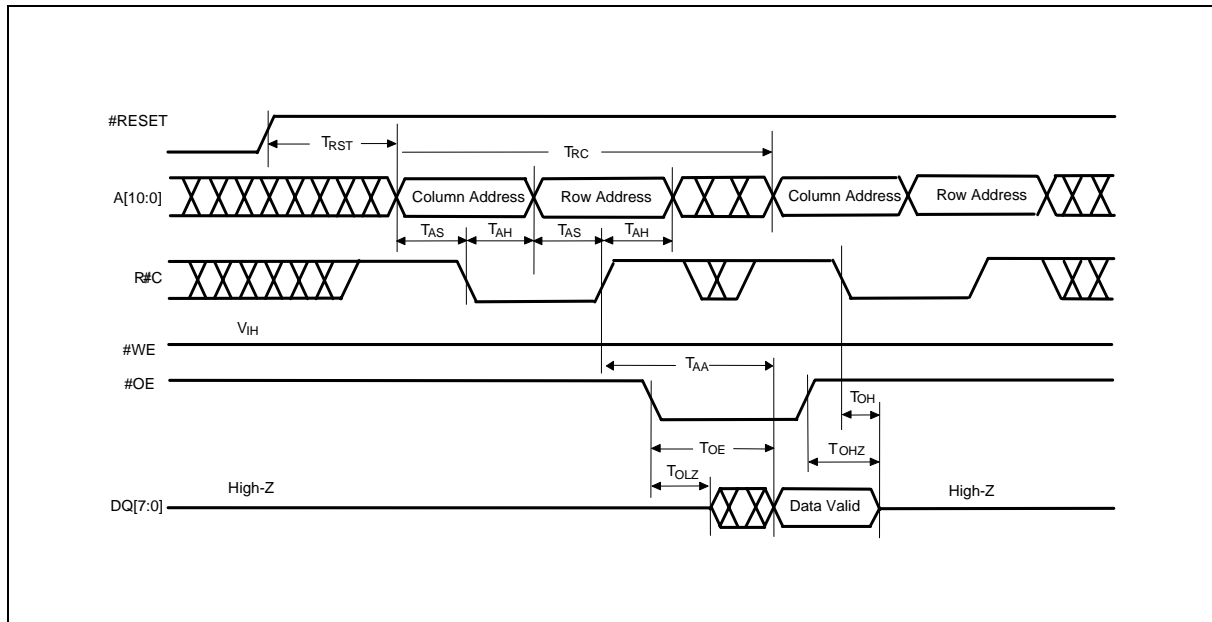 #RESET
TRST
TRC
A[10:0]
Column Address
Row Address
Column Address
Row Address
TAS
TAH
TAS
TAH
R#C
VIH
#WE
TAA
#OE
TOH
TOE
TOHZ
TOLZ
High-Z
High-Z
DQ[7:0]
Data Valid